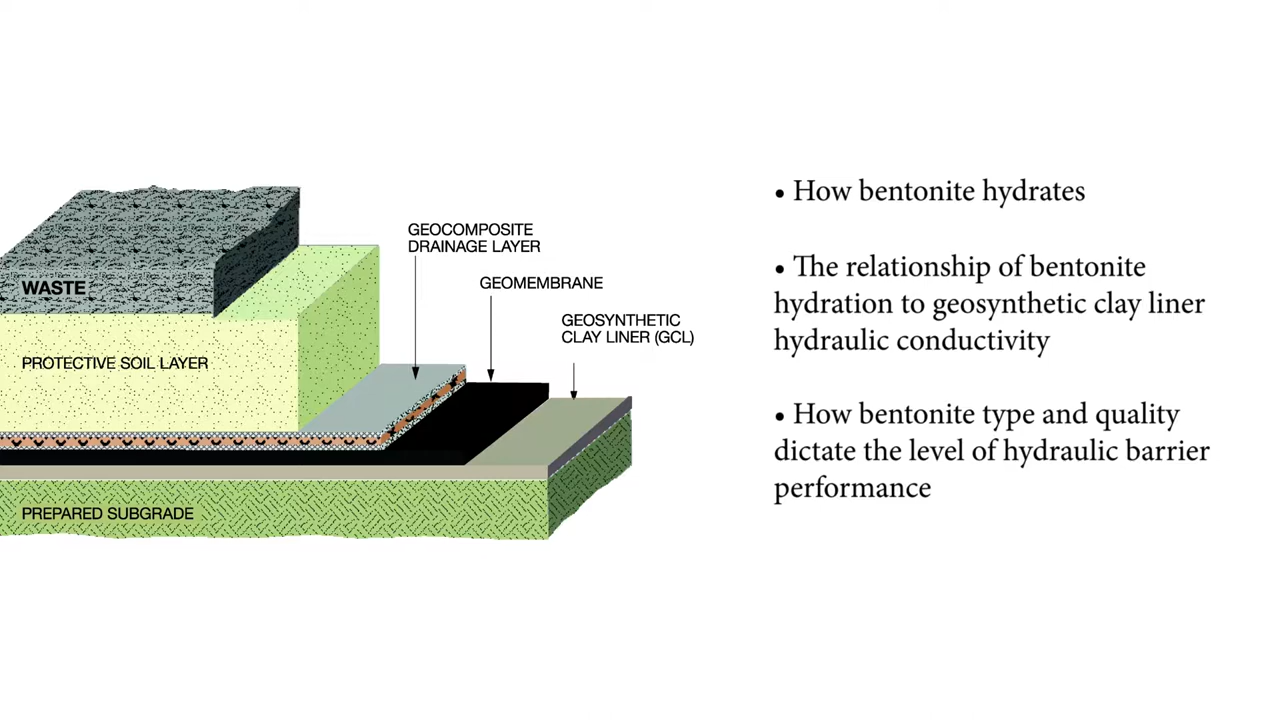 GEOCOMPOSITE
DRAINAGE LAYER
GEOMEMBRANE
GEOSYNTHETIC
CLAY LINER (GCL)
WASTE
PROTECTIVE SOIL LAYER
PREPARED SUBGRADE
• How bentonite hydrates
• The relationship of bentonite
hydration to geosynthetic clay liner
hydraulic conductivity
• How bentonite type and quality
dictate the level of hydraulic barrier
performance